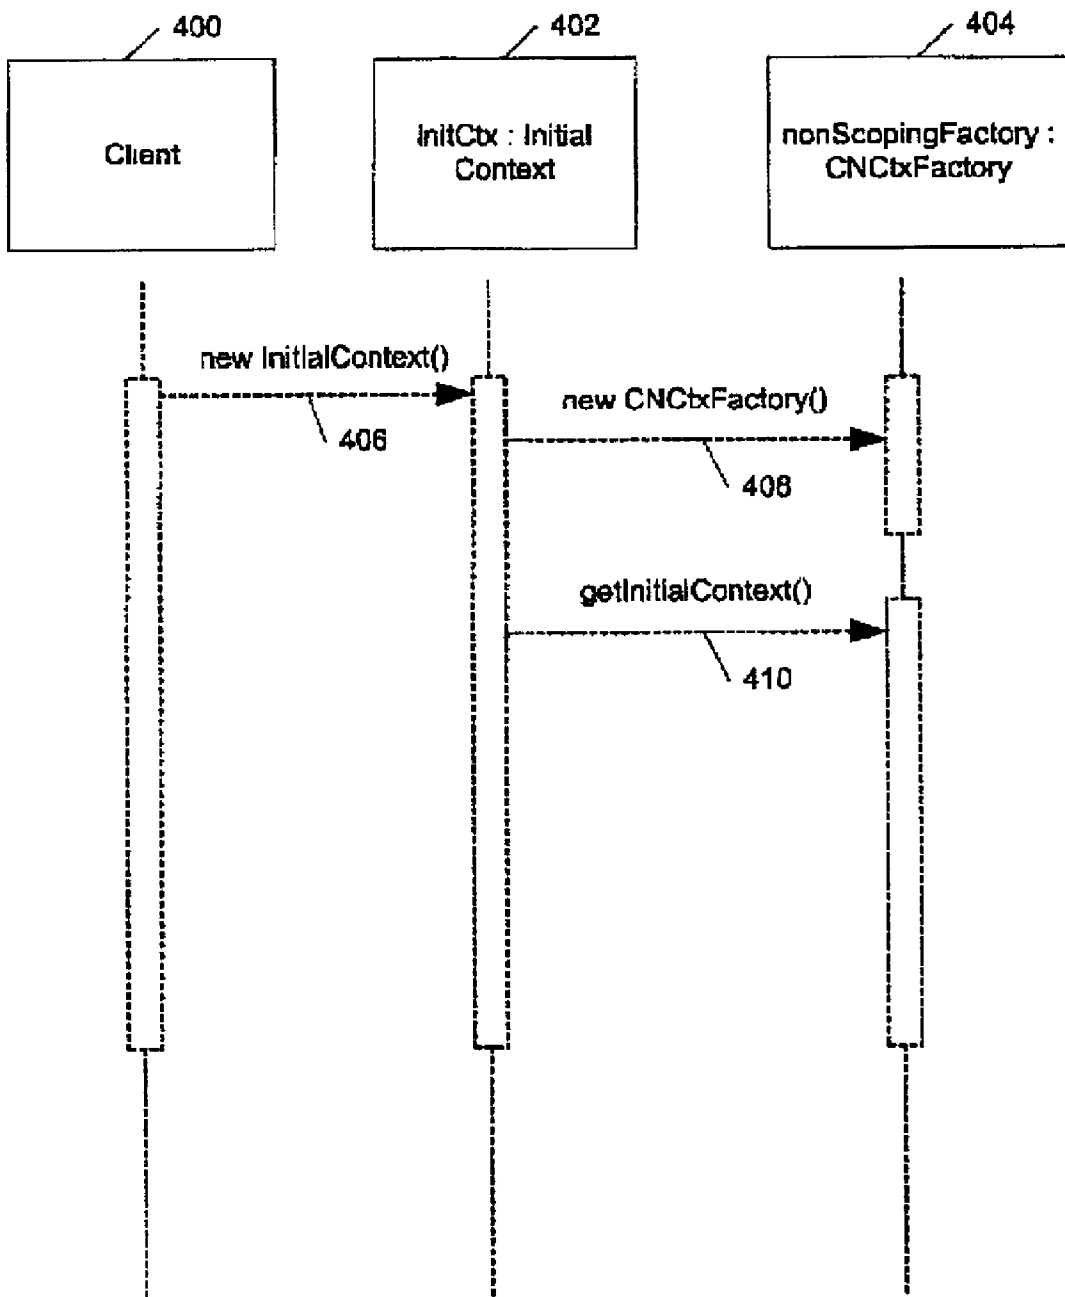 400
402
404
Client
InitCtx : Initial
Context
nonScopingFactory :
CNCtxFactory
new InitialContext()
406
new CNCtxFactory()
408
getInitialContext()
410